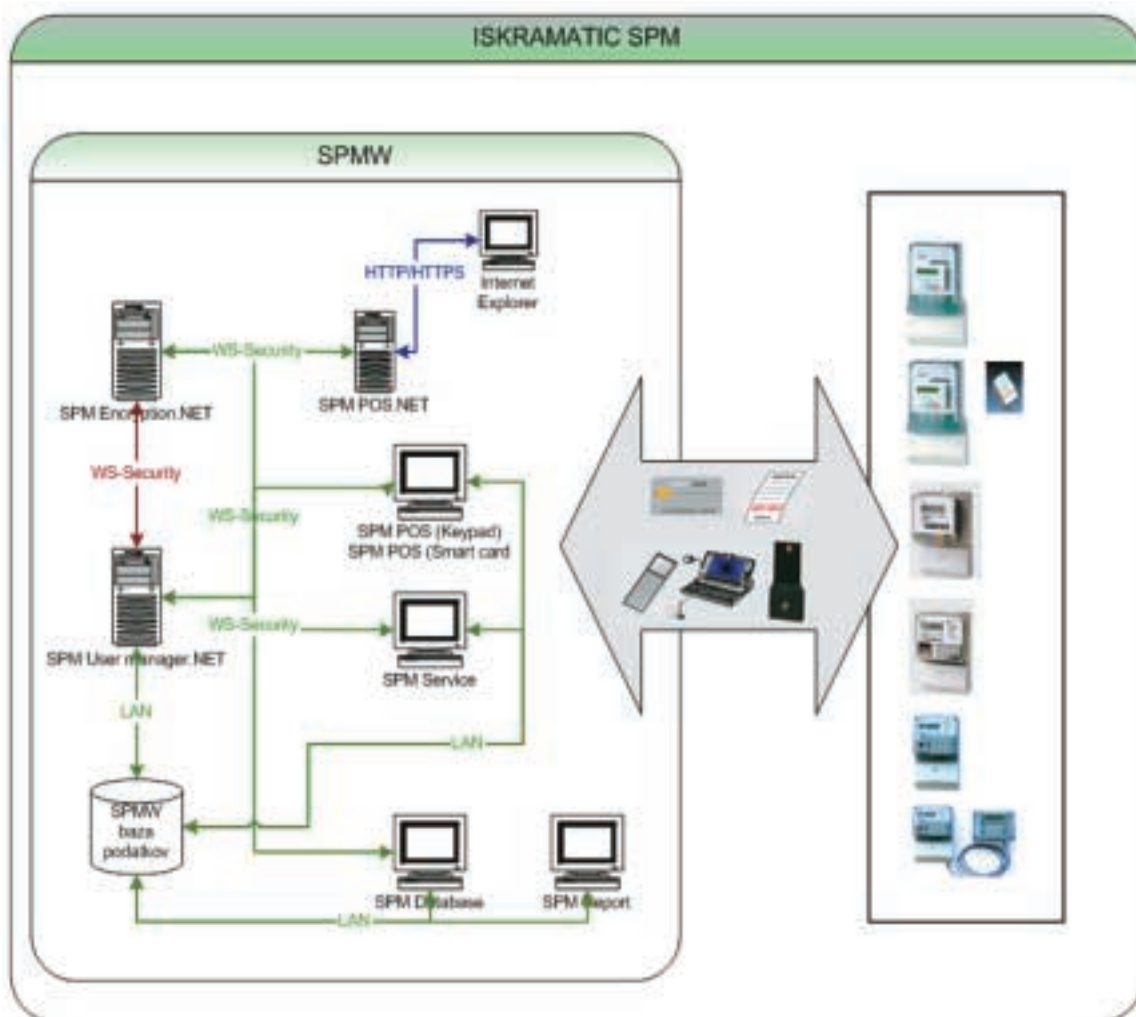 ISKRAMATIC SPM
SPMW
HTTP/HTTPS
Internet
Explorer
WS-Security
SPM Encryption.NET
SPM POS.NET
WS-Security
WS-Security
SPM POS (Keypad)
SPM POS (Smart card
WS-Security
SPM User manager.NET
SPM Service
LAN
LAN
SPMW
baza
podatkov
SPM Database
SPM Report
LAN